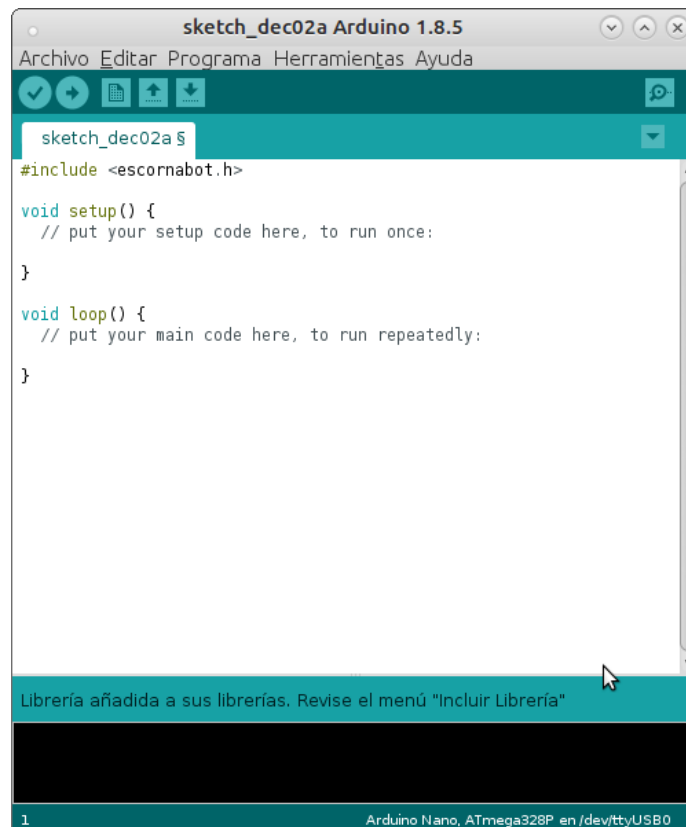 sketch_dec02a Arduino 1.8.5
Archivo Editar Programa Herramientas Ayuda
sketch_dec02a §
#include <escornabot.h>
void setup() {
  // put your setup code here, to run once:
}
void loop() {
  // put your main code here, to run repeatedly:
}
Librería añadida a sus librerías. Revise el menú "Incluir Librería"
1 Arduino Nano, ATmega328P en /dev/ttyUSB0